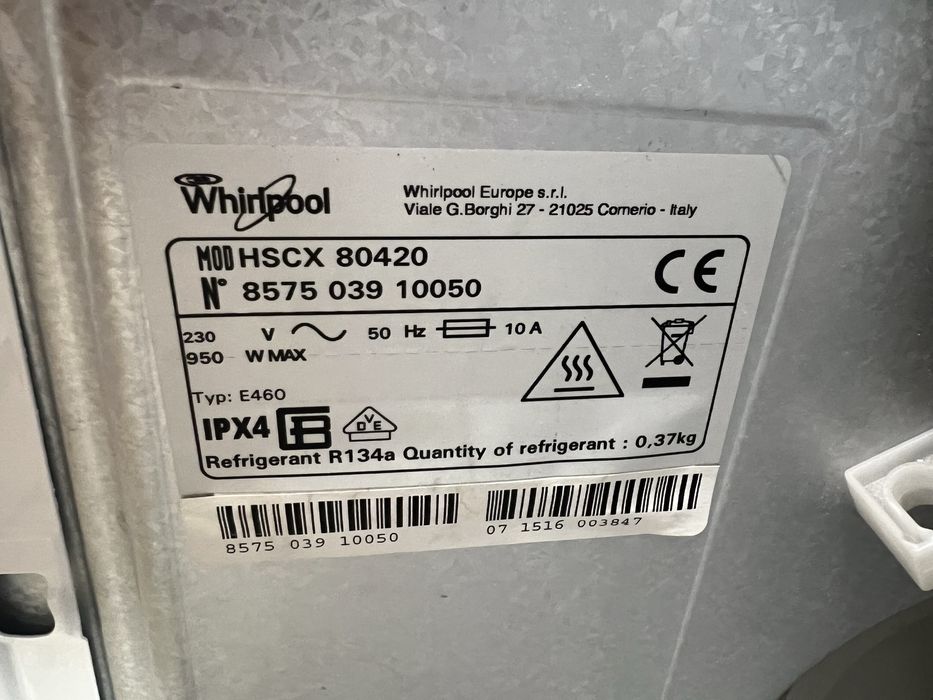 Whirlpool
Whirlpool Europe s.r.l.
Viale G.Borghi 27 - 21025 Comerio - Italy
MOD HSCX 80420
N° 8575 039 10050
CE
230 V 50 Hz 10 A
950 W MAX
Typ: E460
IPX4
DVE
Refrigerant R134a Quantity of refrigerant : 0,37kg
8575 039 10050
07 1516 003847